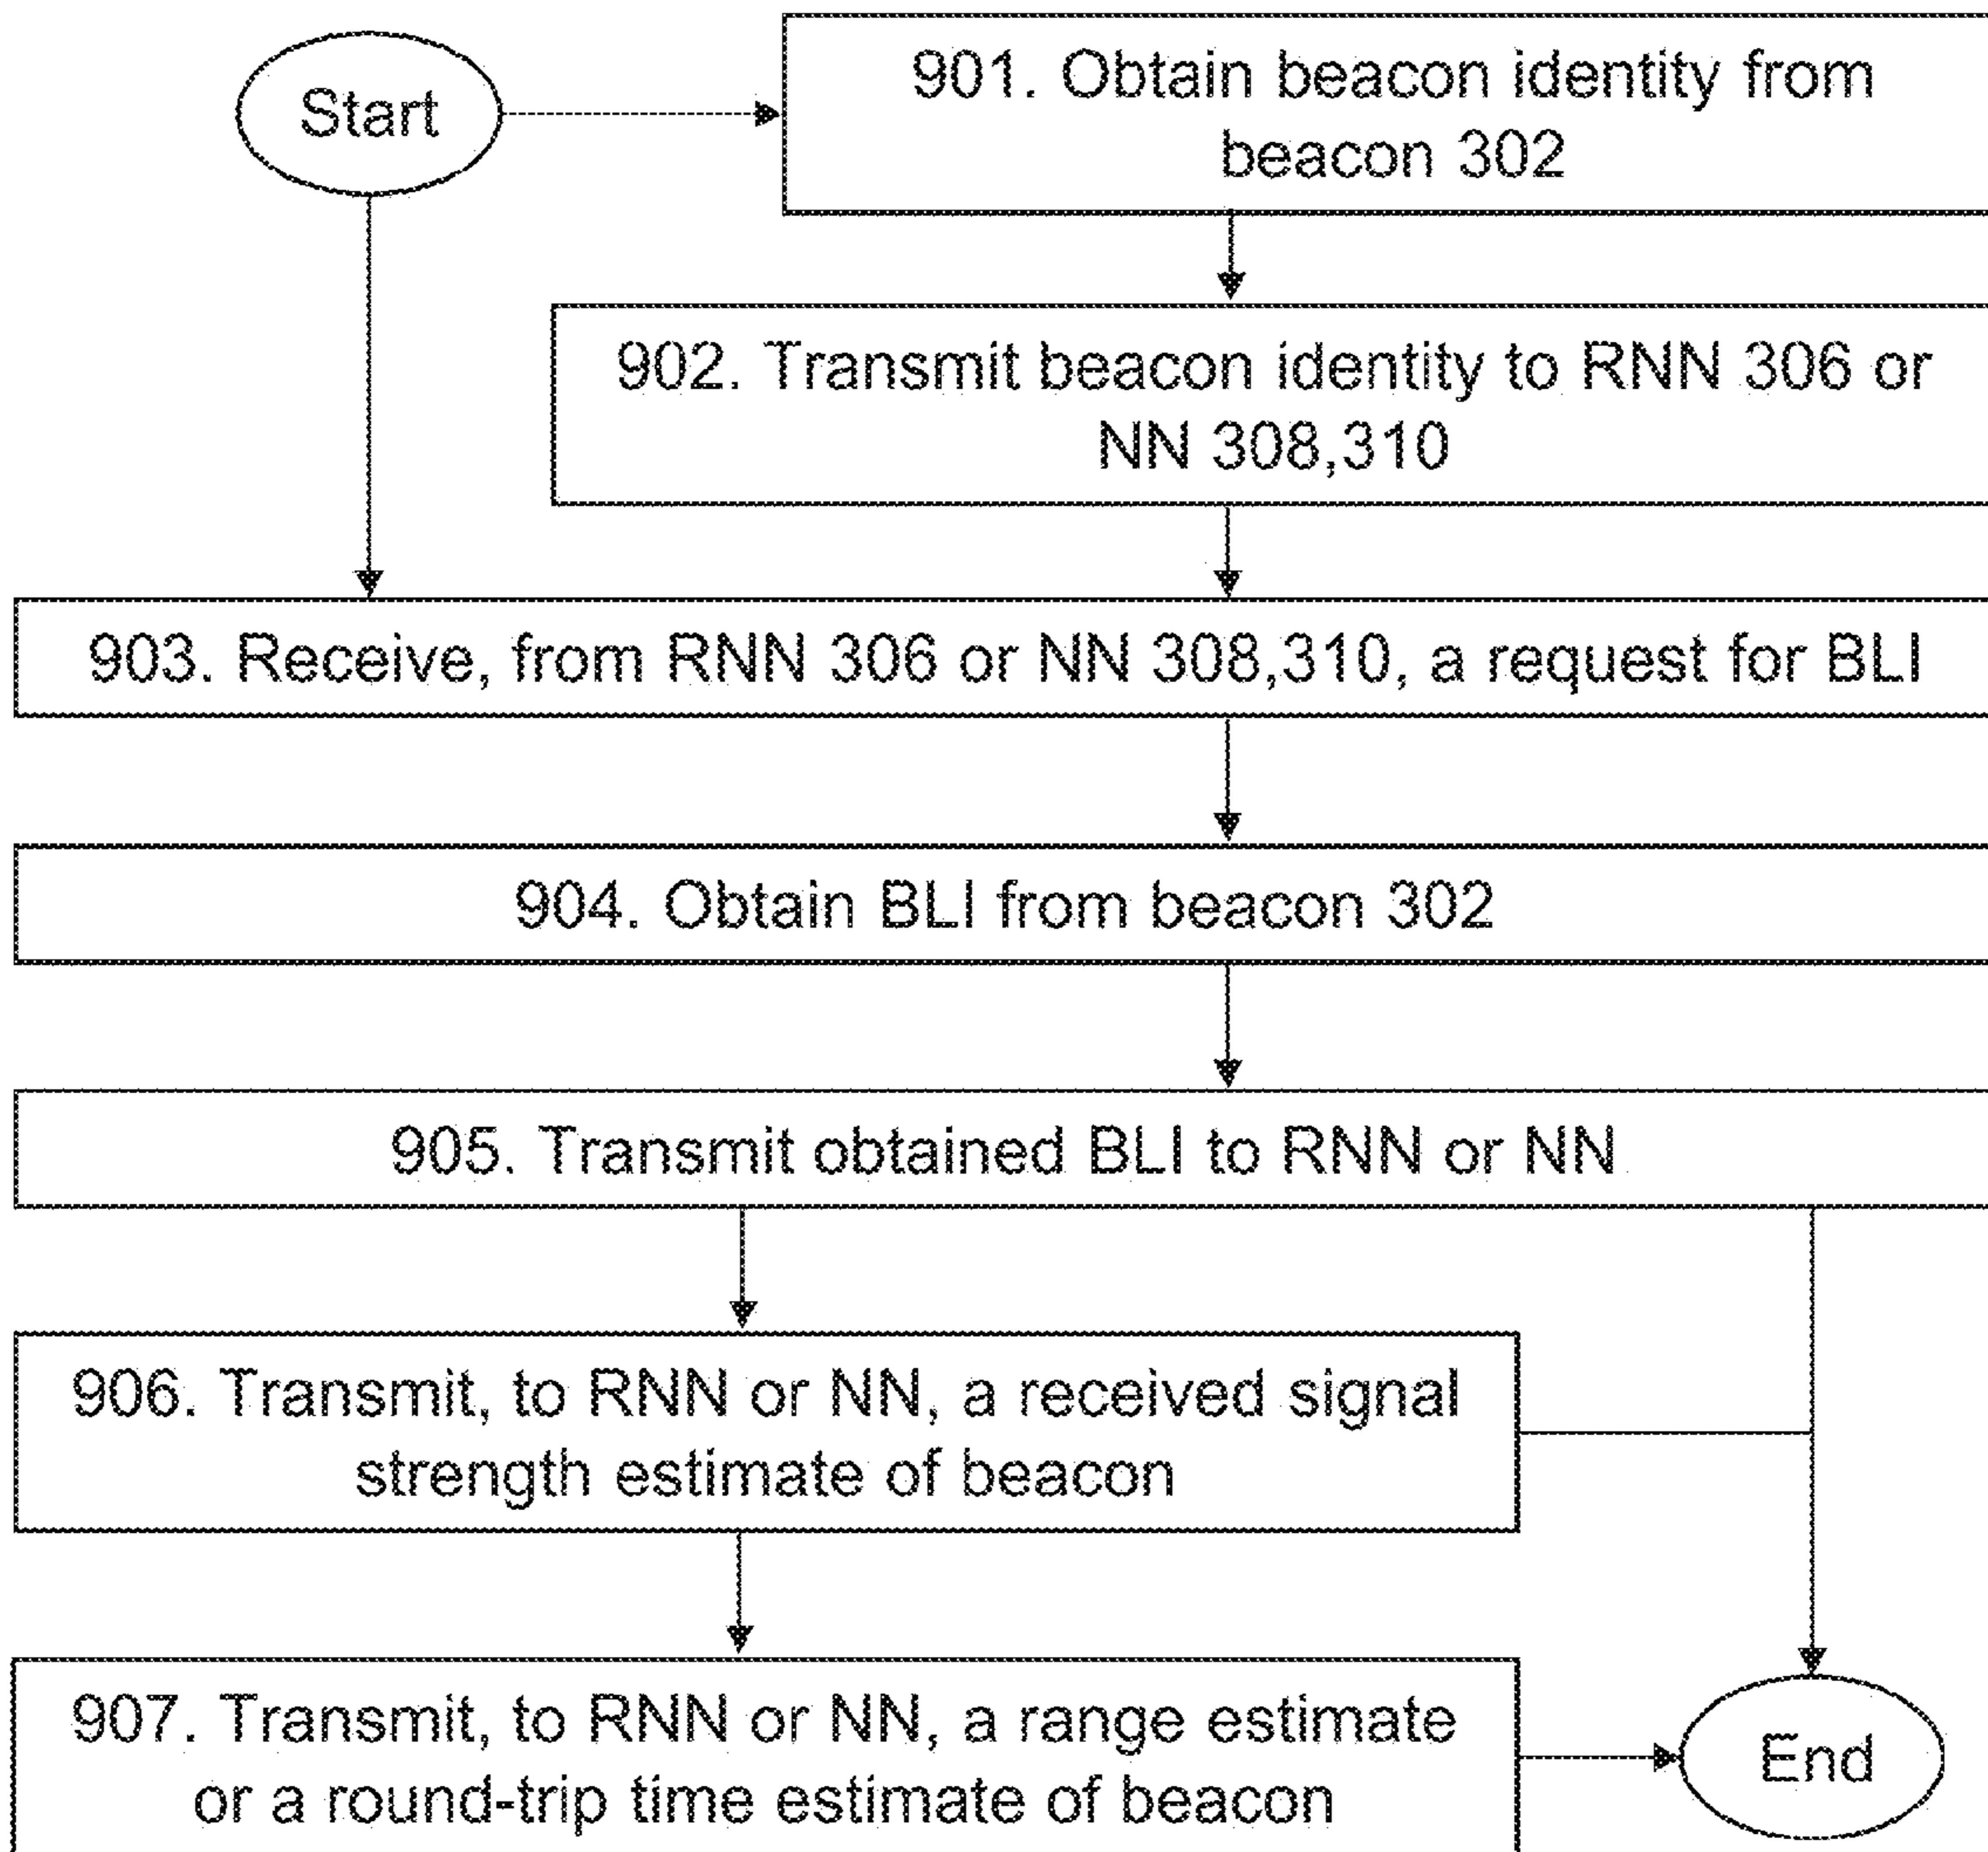 Start
901. Obtain beacon identity from
beacon 302
902. Transmit beacon identity to RNN 306 or
NN 308,310
903. Receive, from RNN 306 or NN 308,310, a request for BLI
904. Obtain BLI from beacon 302
905. Transmit obtained BLI to RNN or NN
906. Transmit, to RNN or NN, a received signal
strength estimate of beacon
907. Transmit, to RNN or NN, a range estimate
or a round-trip time estimate of beacon
End